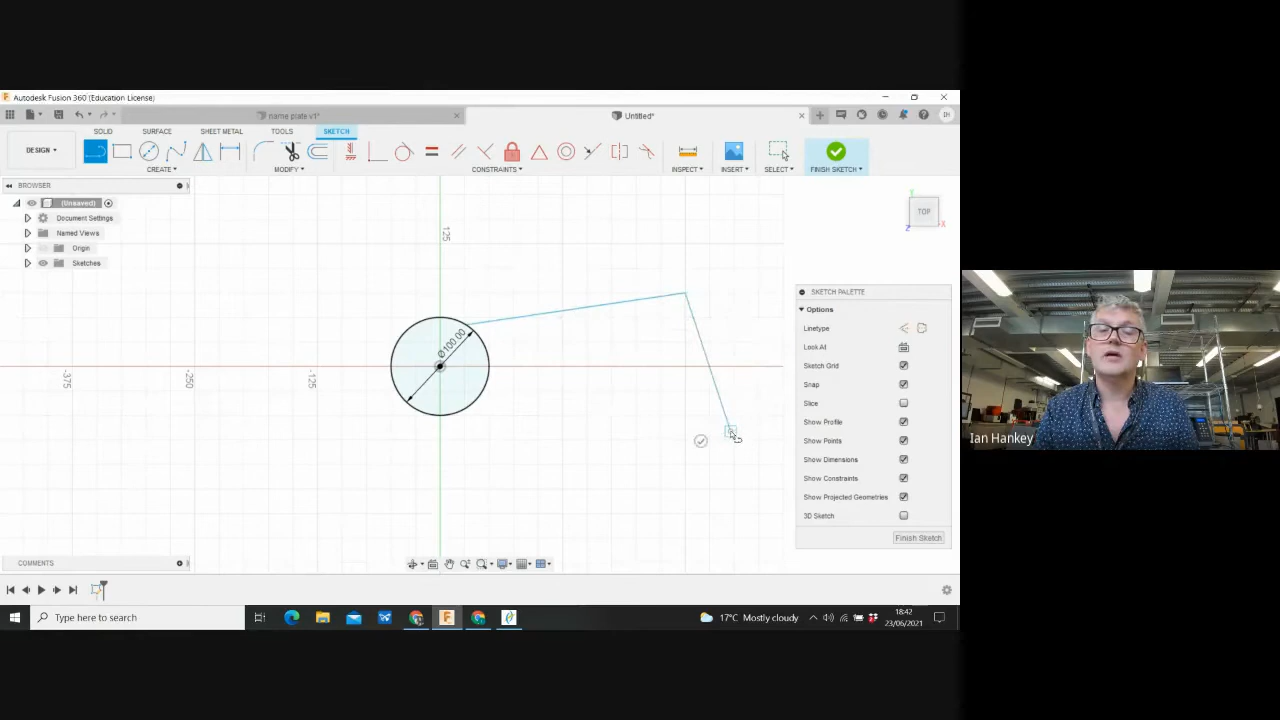 Autodesk Fusion 360 (Education License)
name plate v1*
Untitled*
SOLID
SURFACE
SHEET METAL
TOOLS
SKETCH
DESIGN
CREATE
MODIFY
CONSTRAINTS
INSPECT
INSERT
SELECT
FINISH SKETCH
BROWSER
(Unsaved)
Document Settings
Named Views
Origin
Sketches
125
TOP
X
Z
Ø100.00
-375
-250
-125
SKETCH PALETTE
Options
Linetype
Look At
Sketch Grid
Snap
Slice
Show Profile
Show Points
Show Dimensions
Show Constraints
Show Projected Geometries
3D Sketch
Finish Sketch
Ian Hankey
COMMENTS
Type here to search
17°C Mostly cloudy
18:42
23/06/2021